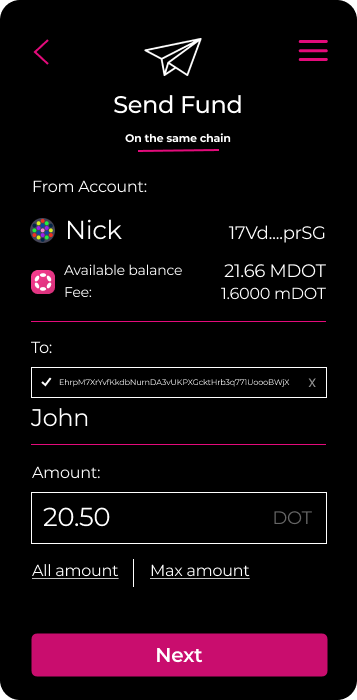 Send Fund
On the same chain
From Account:
Nick 17Vd....prSG
Available balance 21.66 MDOT
Fee: 1.6000 mDOT
To:
EhrpM7XrYvfKkdbNurnDA3vUKPXGcktHrb3q771UoooBWjX X
John
Amount:
20.50 DOT
All amount Max amount
Next